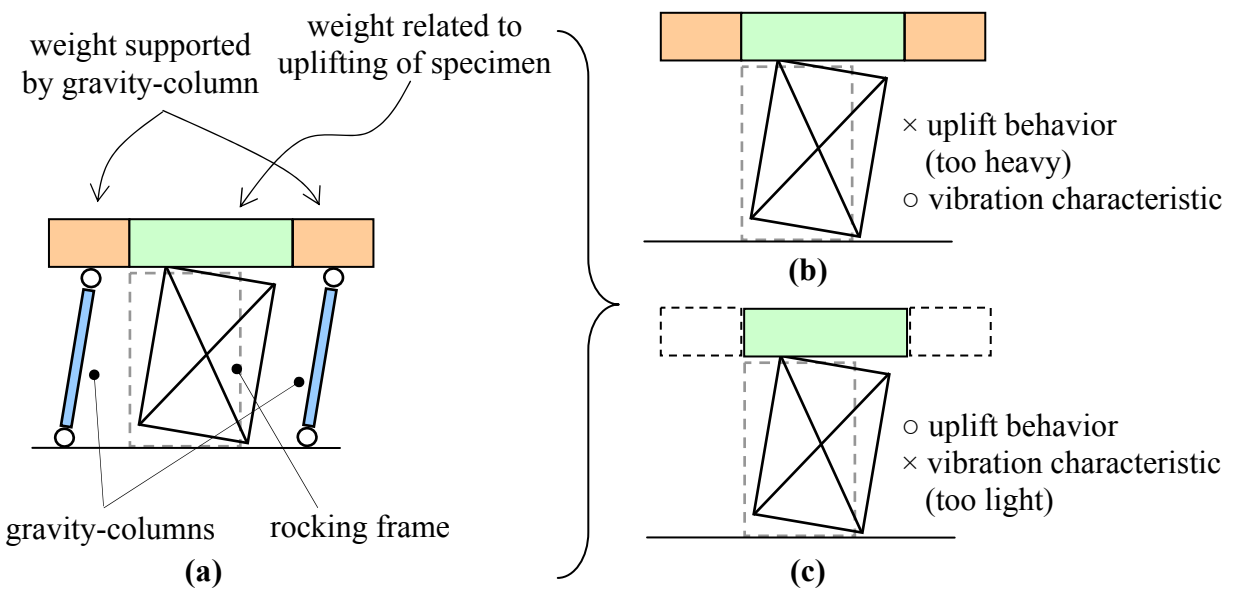 weight supported
by gravity-column
weight related to
uplifting of specimen
gravity-columns
rocking frame
(a)
× uplift behavior
(too heavy)
○ vibration characteristic
(b)
○ uplift behavior
× vibration characteristic
(too light)
(c)